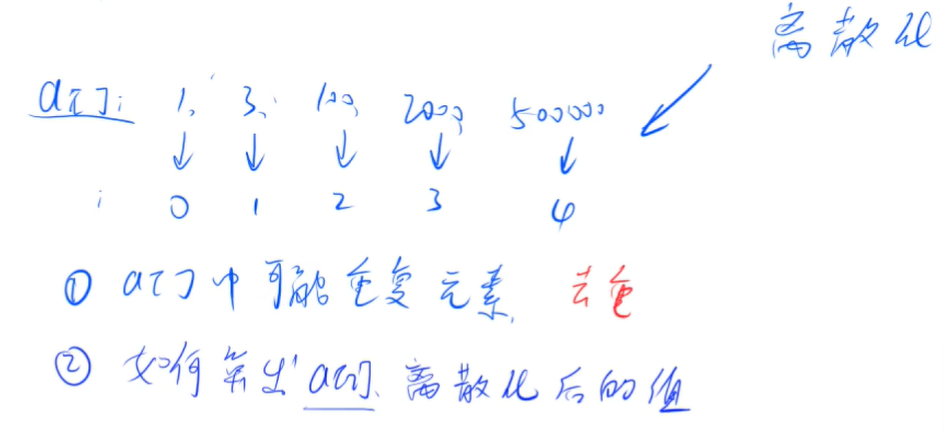 离散化
a[]: 1, 3, 100, 2000, 500000
↓ ↓ ↓ ↓ ↓
i 0 1 2 3 4
① a[]中可能重复元素 去重
② 如何算出a[i]离散化后的值